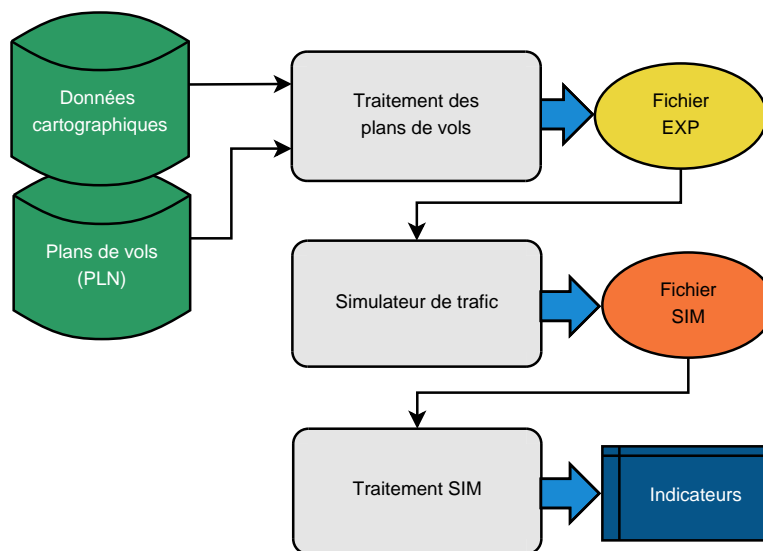 Données
cartographiques
Plans de vols
(PLN)
Traitement des
plans de vols
Fichier
EXP
Simulateur de trafic
Fichier
SIM
Traitement SIM
Indicateurs